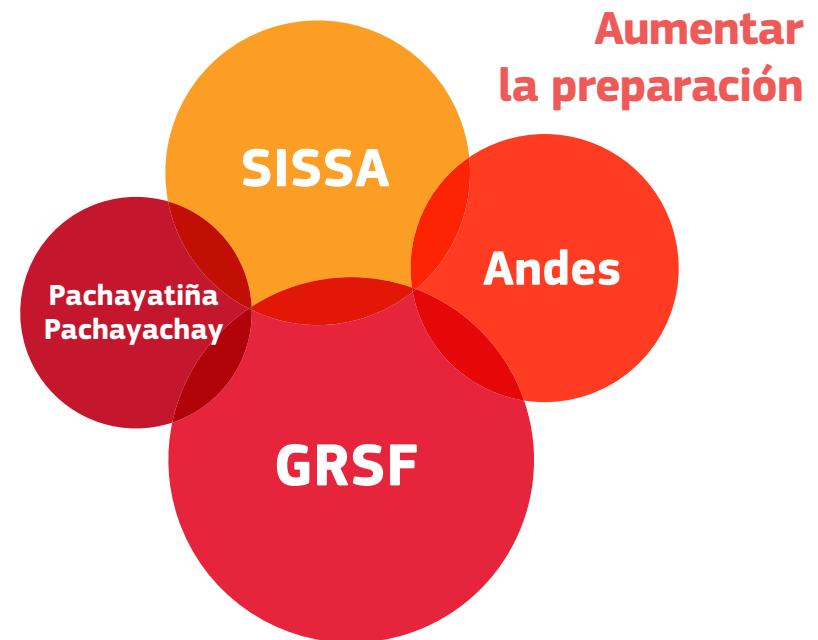 Aumentar
la preparación
SISSA
Andes
Pachayatiña
Pachayachay
GRSF